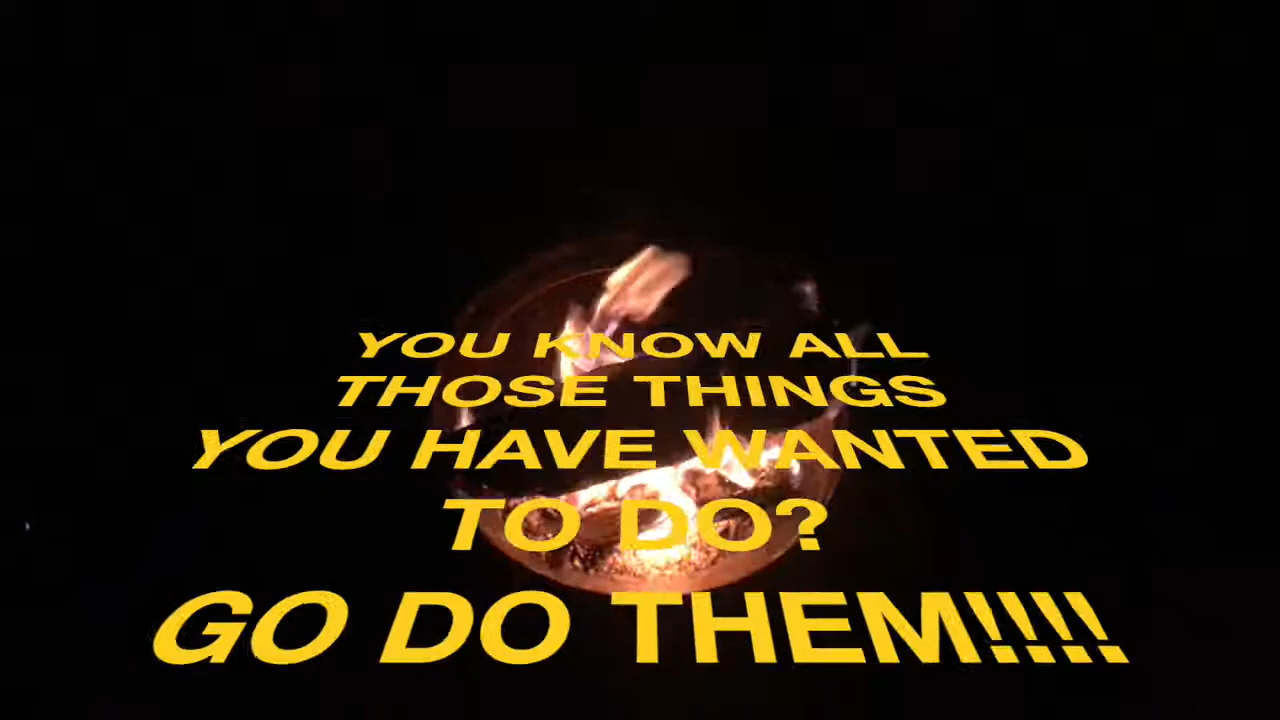 YOU KNOW ALL
THOSE THINGS
YOU HAVE WANTED
TO DO?
GO DO THEM!!!!